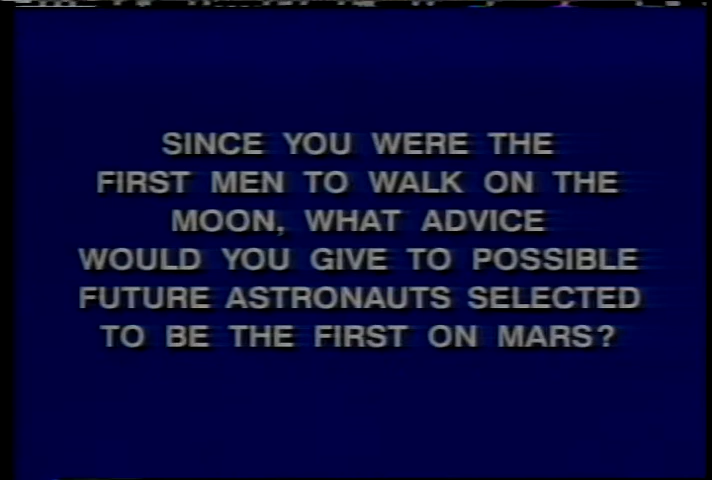 SINCE YOU WERE THE
FIRST MEN TO WALK ON THE
MOON, WHAT ADVICE
WOULD YOU GIVE TO POSSIBLE
FUTURE ASTRONAUTS SELECTED
TO BE THE FIRST ON MARS?